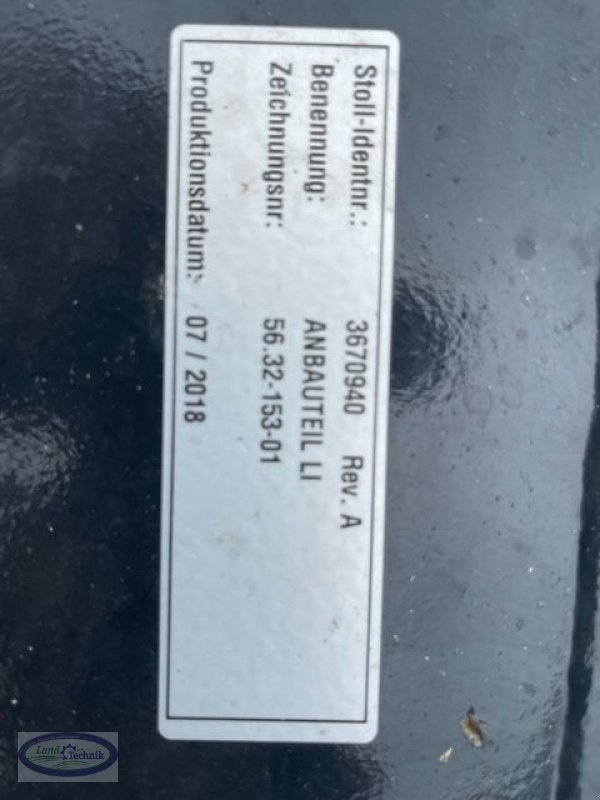 Stoll-Identnr.: 3670940 Rev. A
Benennung: ANBAUTEIL LI
Zeichnungsnr: 56.32-153-01
Produktionsdatum: 07 / 2018
Land Technik